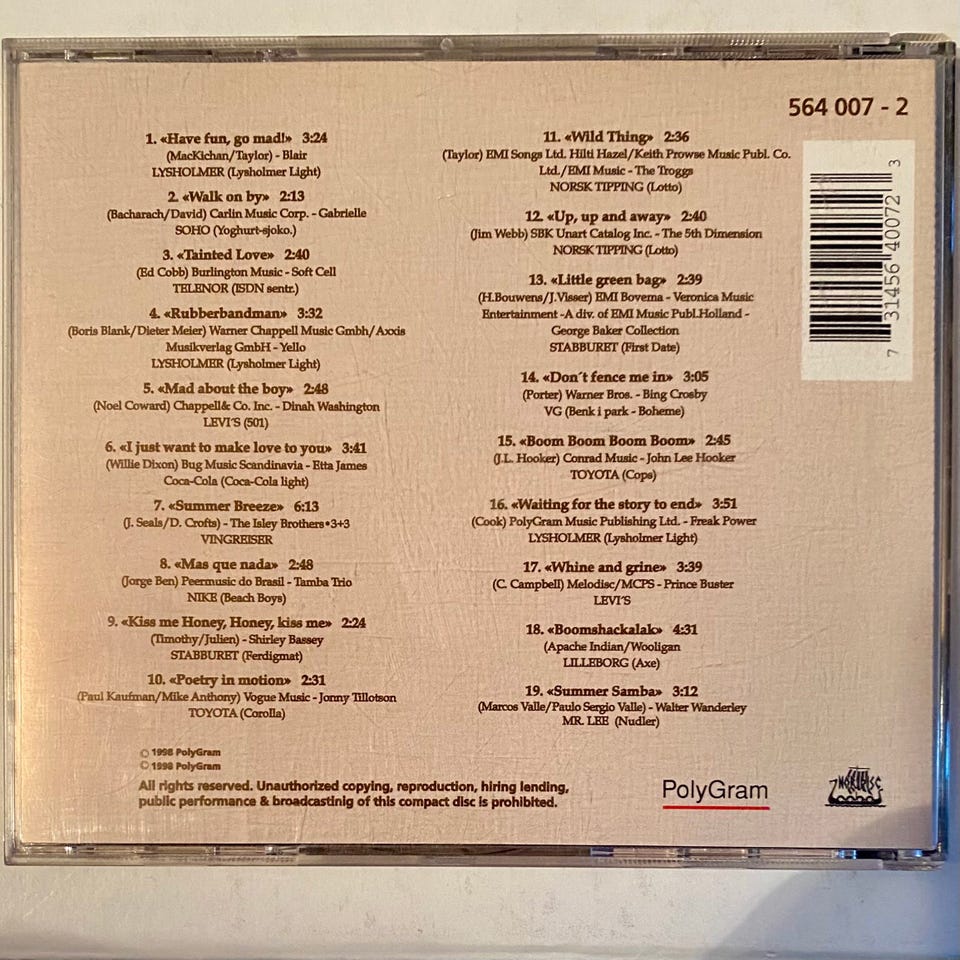 564 007 - 2
1. «Have fun, go mad!» 3:24
(MacKichan/Taylor) - Blair
LYSHOLMER (Lysholmer Light)
2. «Walk on by» 2:13
(Bacharach/David) Carlin Music Corp. - Gabrielle
SOHO (Yoghurt-sjoko.)
3. «Tainted Love» 2:40
(Ed Cobb) Burlington Music - Soft Cell
TELENOR (ISDN sentr.)
4. «Rubberbandman» 3:32
(Boris Blank/Dieter Meier) Warner Chappell Music Gmbh/Axxis
Musikverlag GmbH - Yello
LYSHOLMER (Lysholmer Light)
5. «Mad about the boy» 2:48
(Noel Coward) Chappell& Co. Inc. - Dinah Washington
LEVI´S (501)
6. «I just want to make love to you» 3:41
(Willie Dixon) Bug Music Scandinavia - Etta James
Coca-Cola (Coca-Cola light)
7. «Summer Breeze» 6:13
(J. Seals/D. Crofts) - The Isley Brothers•3+3
VINGREISER
8. «Mas que nada» 2:48
(Jorge Ben) Peermusic do Brasil - Tamba Trio
NIKE (Beach Boys)
9. «Kiss me Honey, Honey, kiss me» 2:24
(Timothy/Julien) - Shirley Bassey
STABBURET (Ferdigmat)
10. «Poetry in motion» 2:31
(Paul Kaufman/Mike Anthony) Vogue Music - Jonny Tillotson
TOYOTA (Corolla)
11. «Wild Thing» 2:36
(Taylor) EMI Songs Ltd. Hilti Hazel/Keith Prowse Music Publ. Co.
Ltd./EMI Music - The Troggs
NORSK TIPPING (Lotto)
12. «Up, up and away» 2:40
(Jim Webb) SBK Unart Catalog Inc. - The 5th Dimension
NORSK TIPPING (Lotto)
13. «Little green bag» 2:39
(H.Bouwens/J.Visser) EMI Bovema - Veronica Music
Entertainment -A div. of EMI Music Publ.Holland -
George Baker Collection
STABBURET (First Date)
14. «Don´t fence me in» 3:05
(Porter) Warner Bros. - Bing Crosby
VG (Benk i park - Boheme)
15. «Boom Boom Boom Boom» 2:45
(J.L. Hooker) Conrad Music - John Lee Hooker
TOYOTA (Cops)
16. «Waiting for the story to end» 3:51
(Cook) PolyGram Music Publishing Ltd. - Freak Power
LYSHOLMER (Lysholmer Light)
17. «Whine and grine» 3:39
(C. Campbell) Melodisc/MCPS - Prince Buster
LEVI´S
18. «Boomshackalak» 4:31
(Apache Indian/Wooligan
LILLEBORG (Axe)
19. «Summer Samba» 3:12
(Marcos Valle/Paulo Sergio Valle) - Walter Wanderley
MR. LEE (Nudler)
7 31456 40072 3
℗ 1998 PolyGram
© 1998 PolyGram
All rights reserved. Unauthorized copying, reproduction, hiring lending,
public performance & broadcastinig of this compact disc is prohibited.
PolyGram
NORDISC